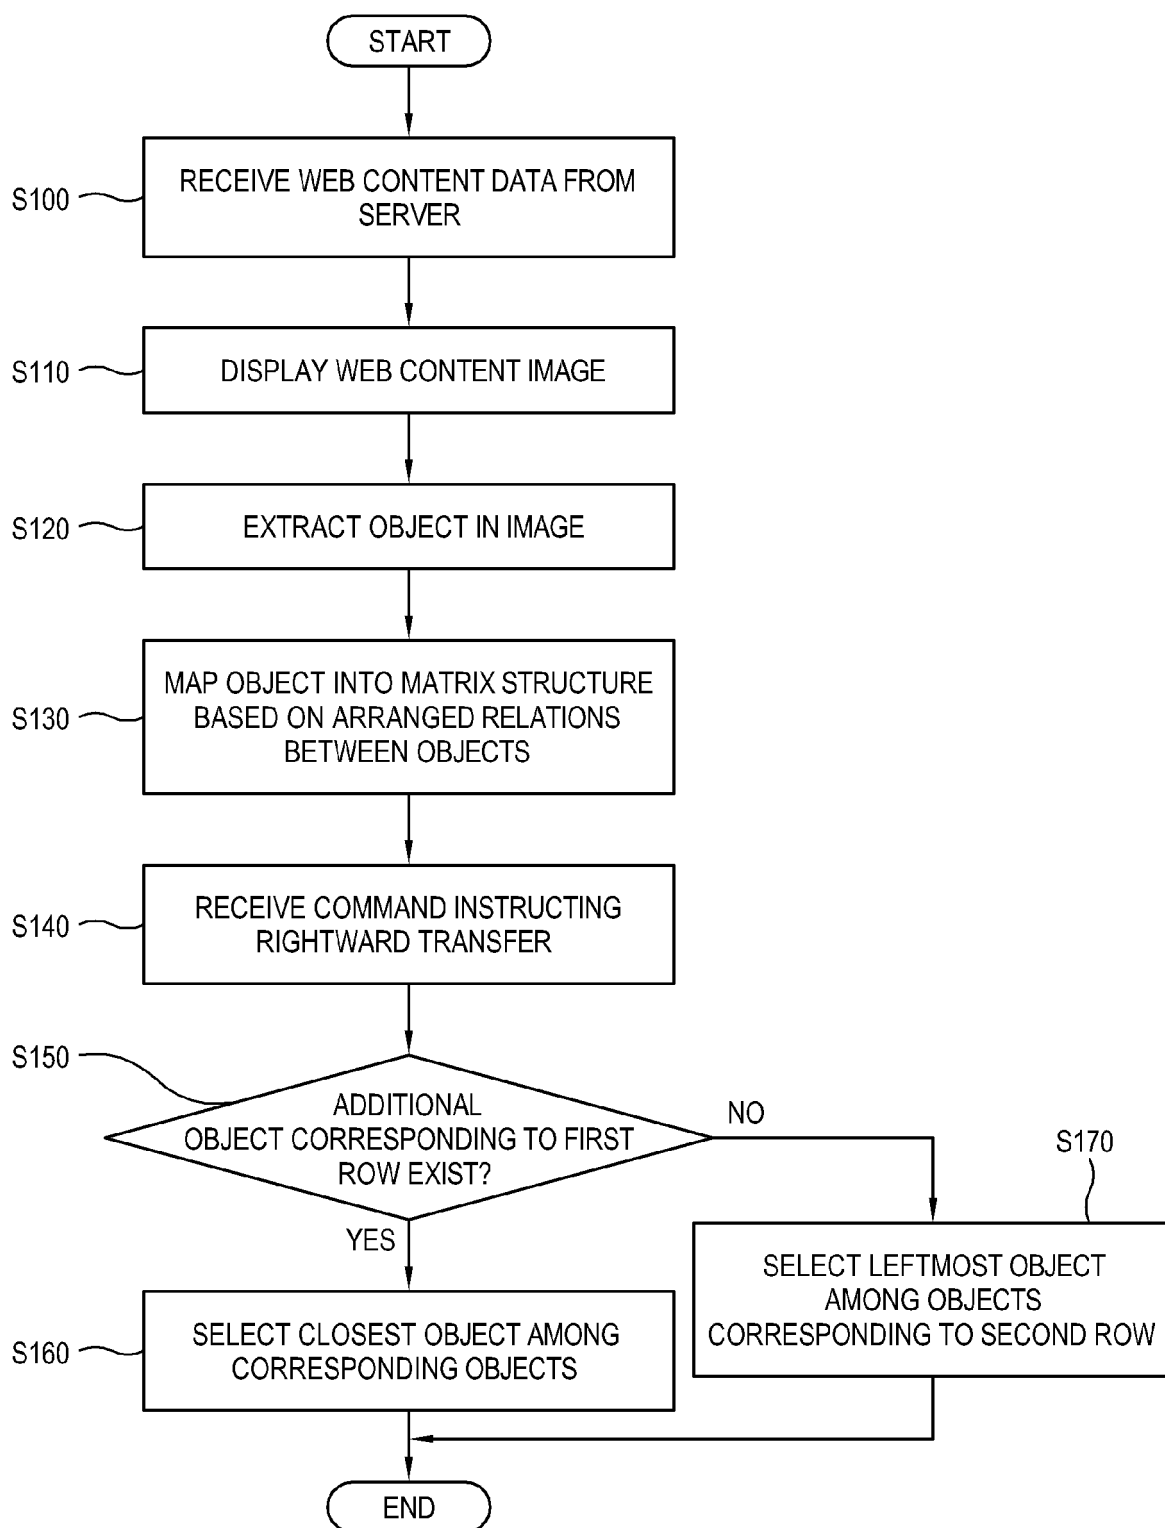 START
S100
RECEIVE WEB CONTENT DATA FROM
SERVER
S110
DISPLAY WEB CONTENT IMAGE
S120
EXTRACT OBJECT IN IMAGE
S130
MAP OBJECT INTO MATRIX STRUCTURE
BASED ON ARRANGED RELATIONS
BETWEEN OBJECTS
S140
RECEIVE COMMAND INSTRUCTING
RIGHTWARD TRANSFER
S150
ADDITIONAL
OBJECT CORRESPONDING TO FIRST
ROW EXIST?
NO
YES
S170
SELECT LEFTMOST OBJECT
AMONG OBJECTS
CORRESPONDING TO SECOND ROW
S160
SELECT CLOSEST OBJECT AMONG
CORRESPONDING OBJECTS
END